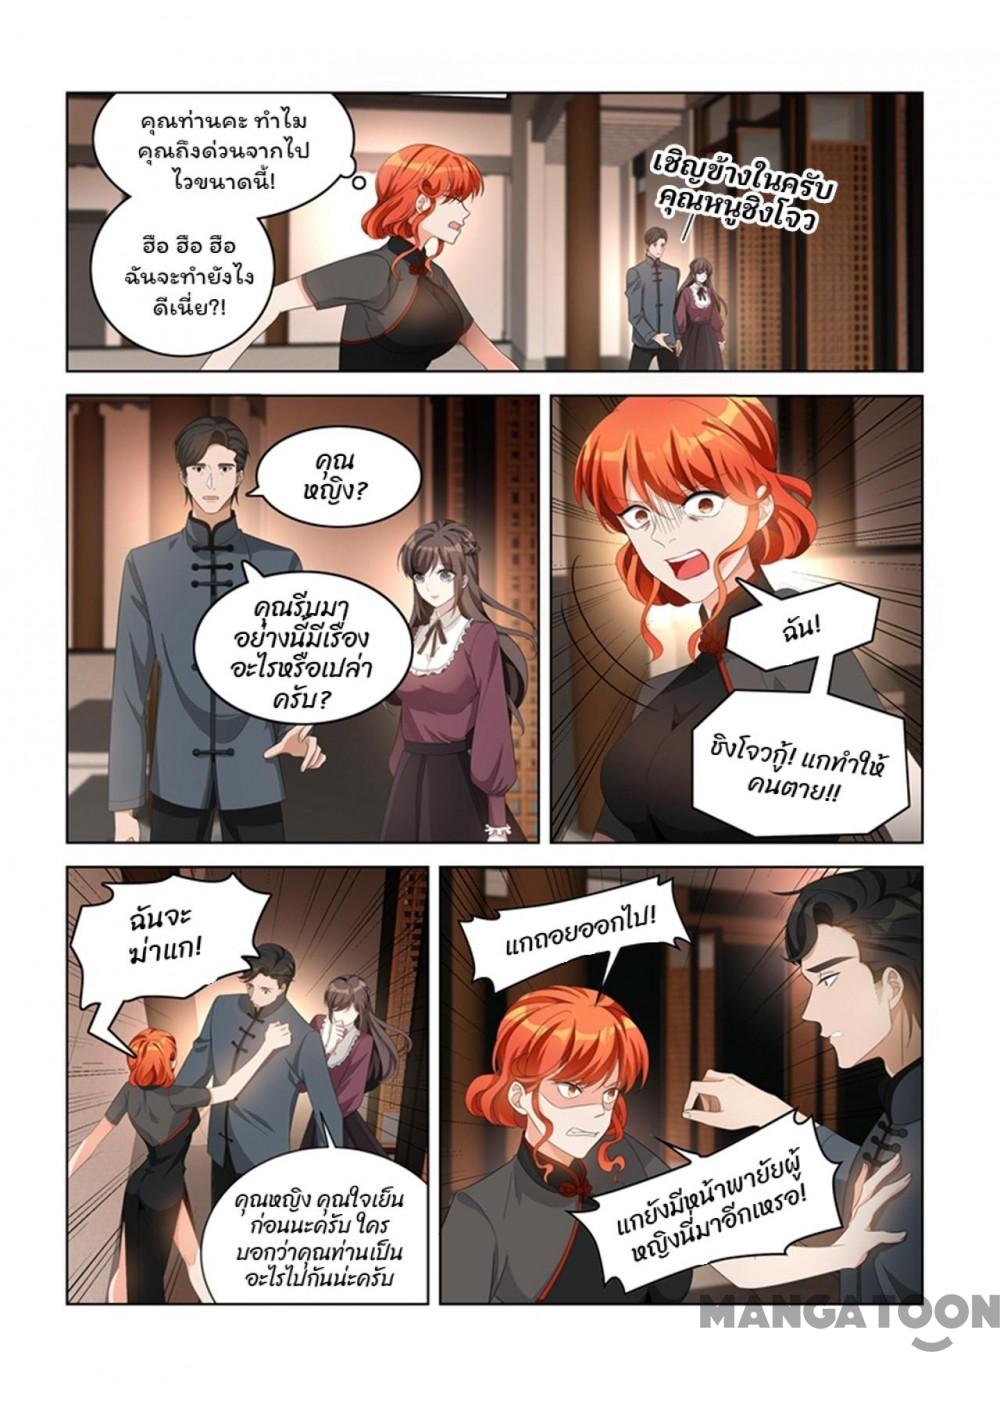 คุณท่านคะ ทำไม
คุณถึงด่วนจากไป
ไวขนาดนี้!
ฮือ ฮือ ฮือ
ฉันจะทำยังไง
ดีเนี่ย?!
เชิญข้างในครับ
คุณหนูชิงโจว
คุณ
หญิง?
คุณรีบมา
อย่างนี้มีเรื่อง
อะไรหรือเปล่า
ครับ?
ฉัน!
ชิงโจวกู้! แกทำให้
คนตาย!!
ฉันจะ
ฆ่าแก!
คุณหญิง คุณใจเย็น
ก่อนนะครับ ใคร
บอกว่าคุณท่านเป็น
อะไรไปกันน่ะครับ
แกถอยออกไป!
แกยังมีหน้าพายัยผู้
หญิงนี่มาอีกเหรอ!
MANGATOON